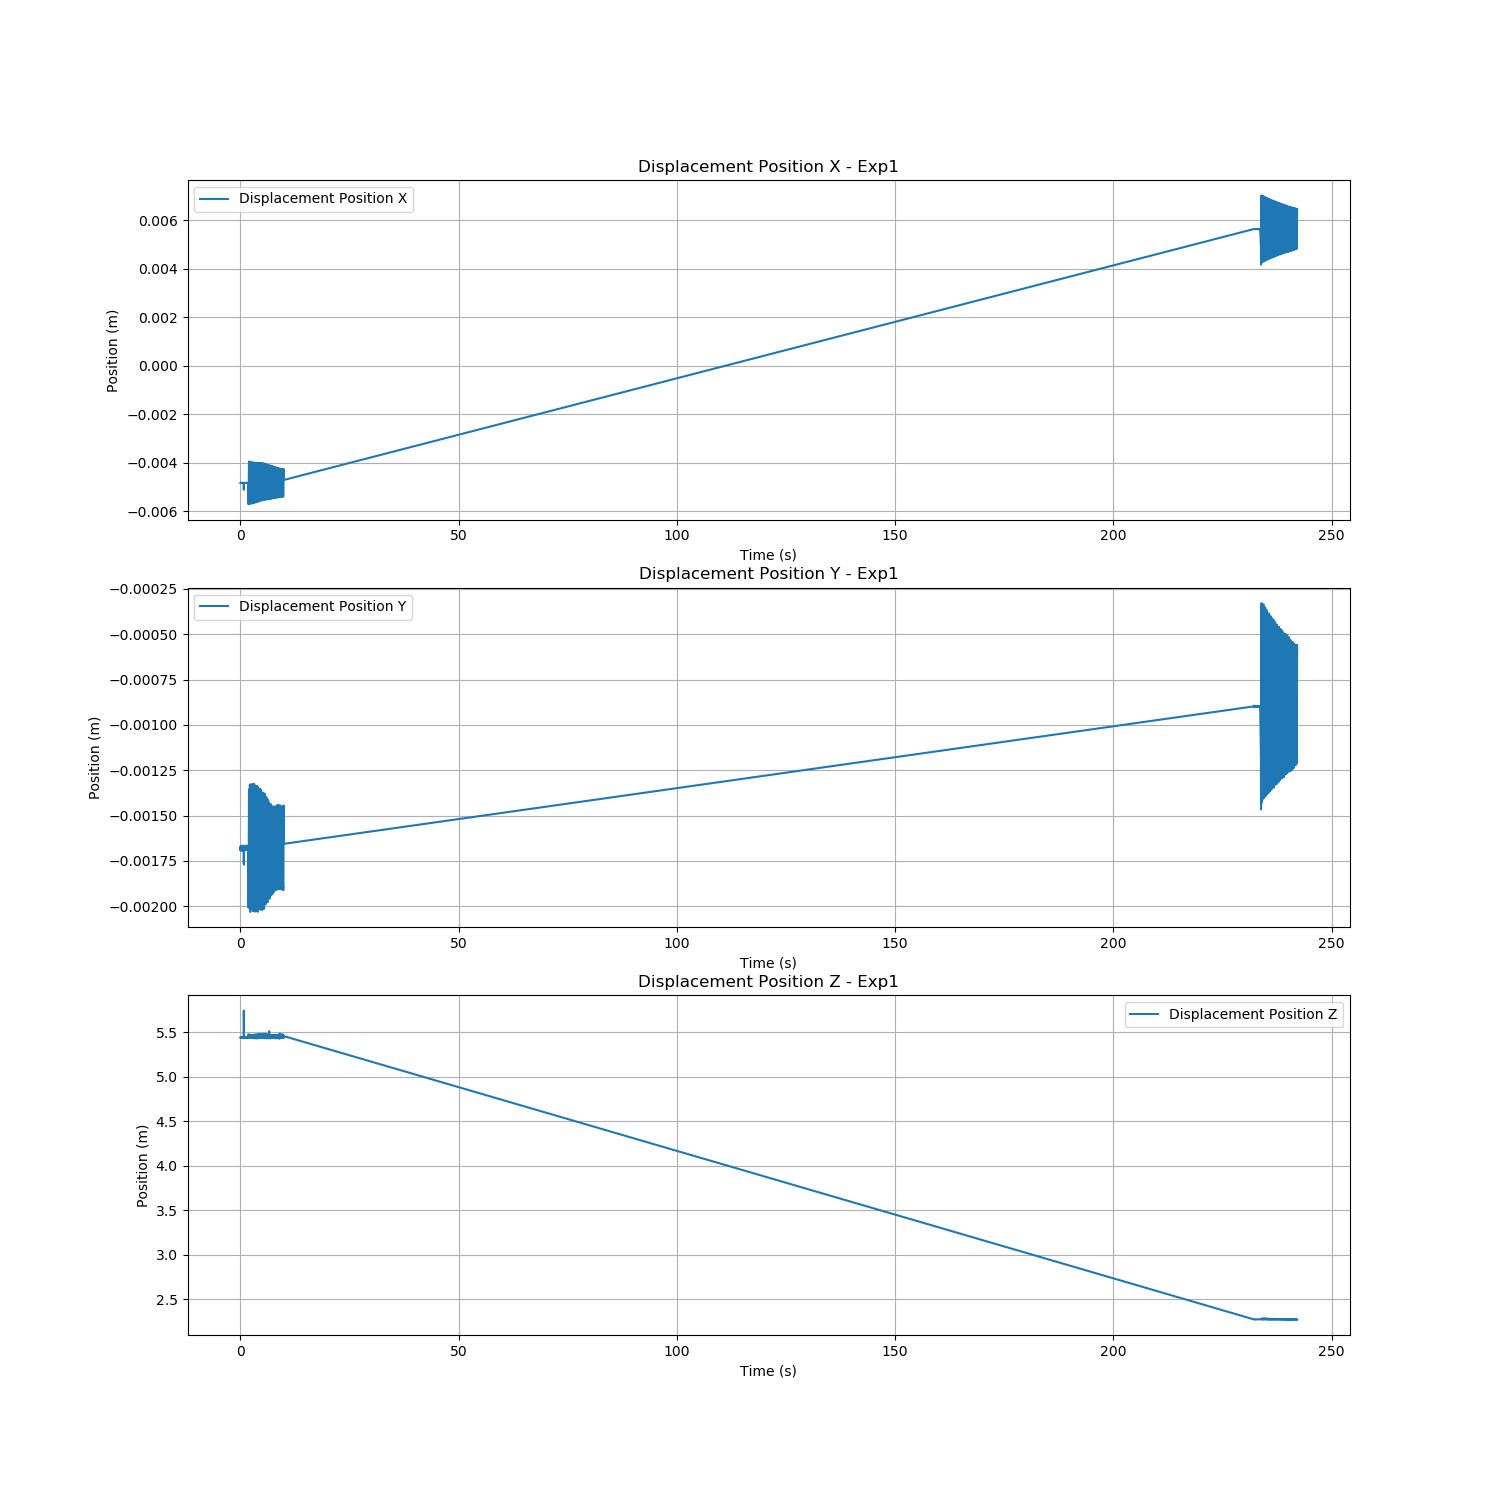 Displacement Position X - Exp1
Displacement Position X
0.006
0.004
0.002
0.000
−0.002
−0.004
−0.006
Position (m)
0 50 100 150 200 250
Time (s)
Displacement Position Y - Exp1
Displacement Position Y
−0.00025
−0.00050
−0.00075
−0.00100
−0.00125
−0.00150
−0.00175
−0.00200
Position (m)
0 50 100 150 200 250
Time (s)
Displacement Position Z - Exp1
Displacement Position Z
5.5
5.0
4.5
4.0
3.5
3.0
2.5
Position (m)
0 50 100 150 200 250
Time (s)